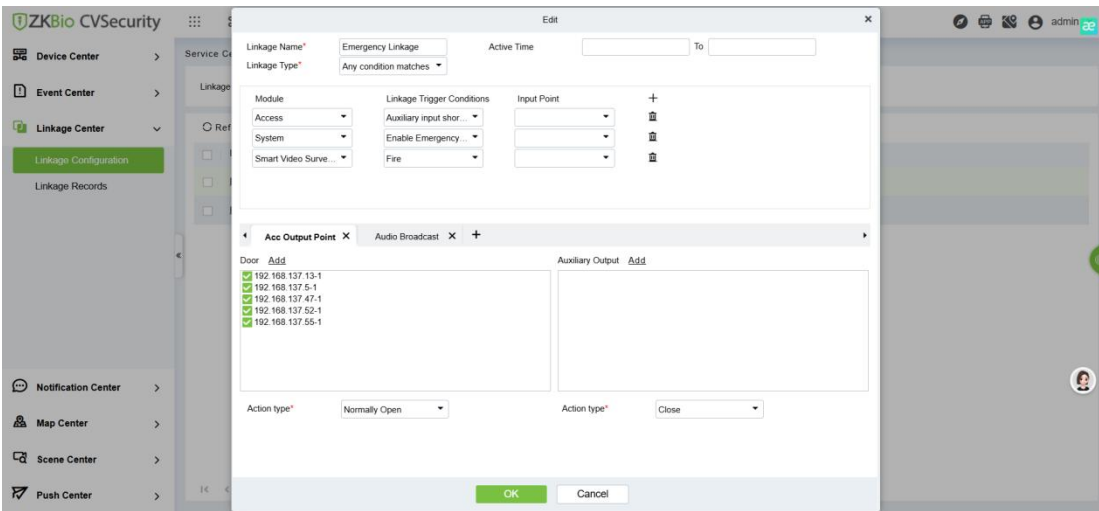 ZKBio CVSecurity
Edit
admin
Device Center
Event Center
Linkage Center
Linkage Configuration
Linkage Records
Notification Center
Map Center
Scene Center
Push Center
Service Ce
Linkage
Ref
Linkage Name* Emergency Linkage Active Time To
Linkage Type* Any condition matches
Module Linkage Trigger Conditions Input Point
Access Auxiliary input shor...
System Enable Emergency...
Smart Video Surve... Fire
Acc Output Point Audio Broadcast
Door Add Auxiliary Output Add
192.168.137.13-1
192.168.137.5-1
192.168.137.47-1
192.168.137.52-1
192.168.137.55-1
Action type* Normally Open Action type* Close
OK Cancel